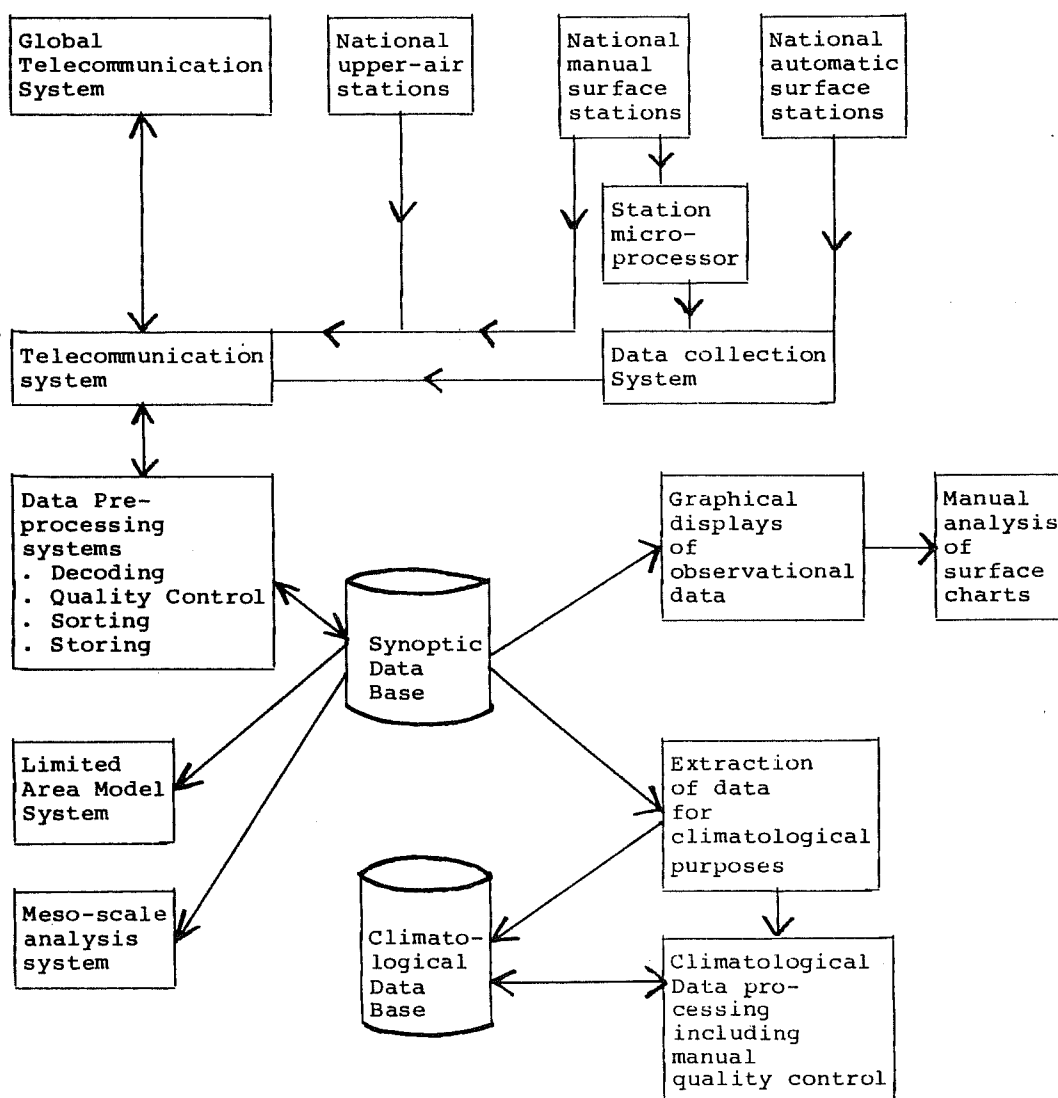 Global
Telecommunication
System
National
upper-air
stations
National
manual
surface
stations
National
automatic
surface
stations
Station
micro-
processor
Telecommunication
system
Data collection
System
Data Pre-
processing
systems
. Decoding
. Quality Control
. Sorting
. Storing
Synoptic
Data
Base
Graphical
displays
of
observational
data
Manual
analysis
of
surface
charts
Limited
Area Model
System
Extraction
of data
for
climatological
purposes
Meso-scale
analysis
system
Climato-
logical
Data
Base
Climatological
Data pro-
cessing
including
manual
quality control